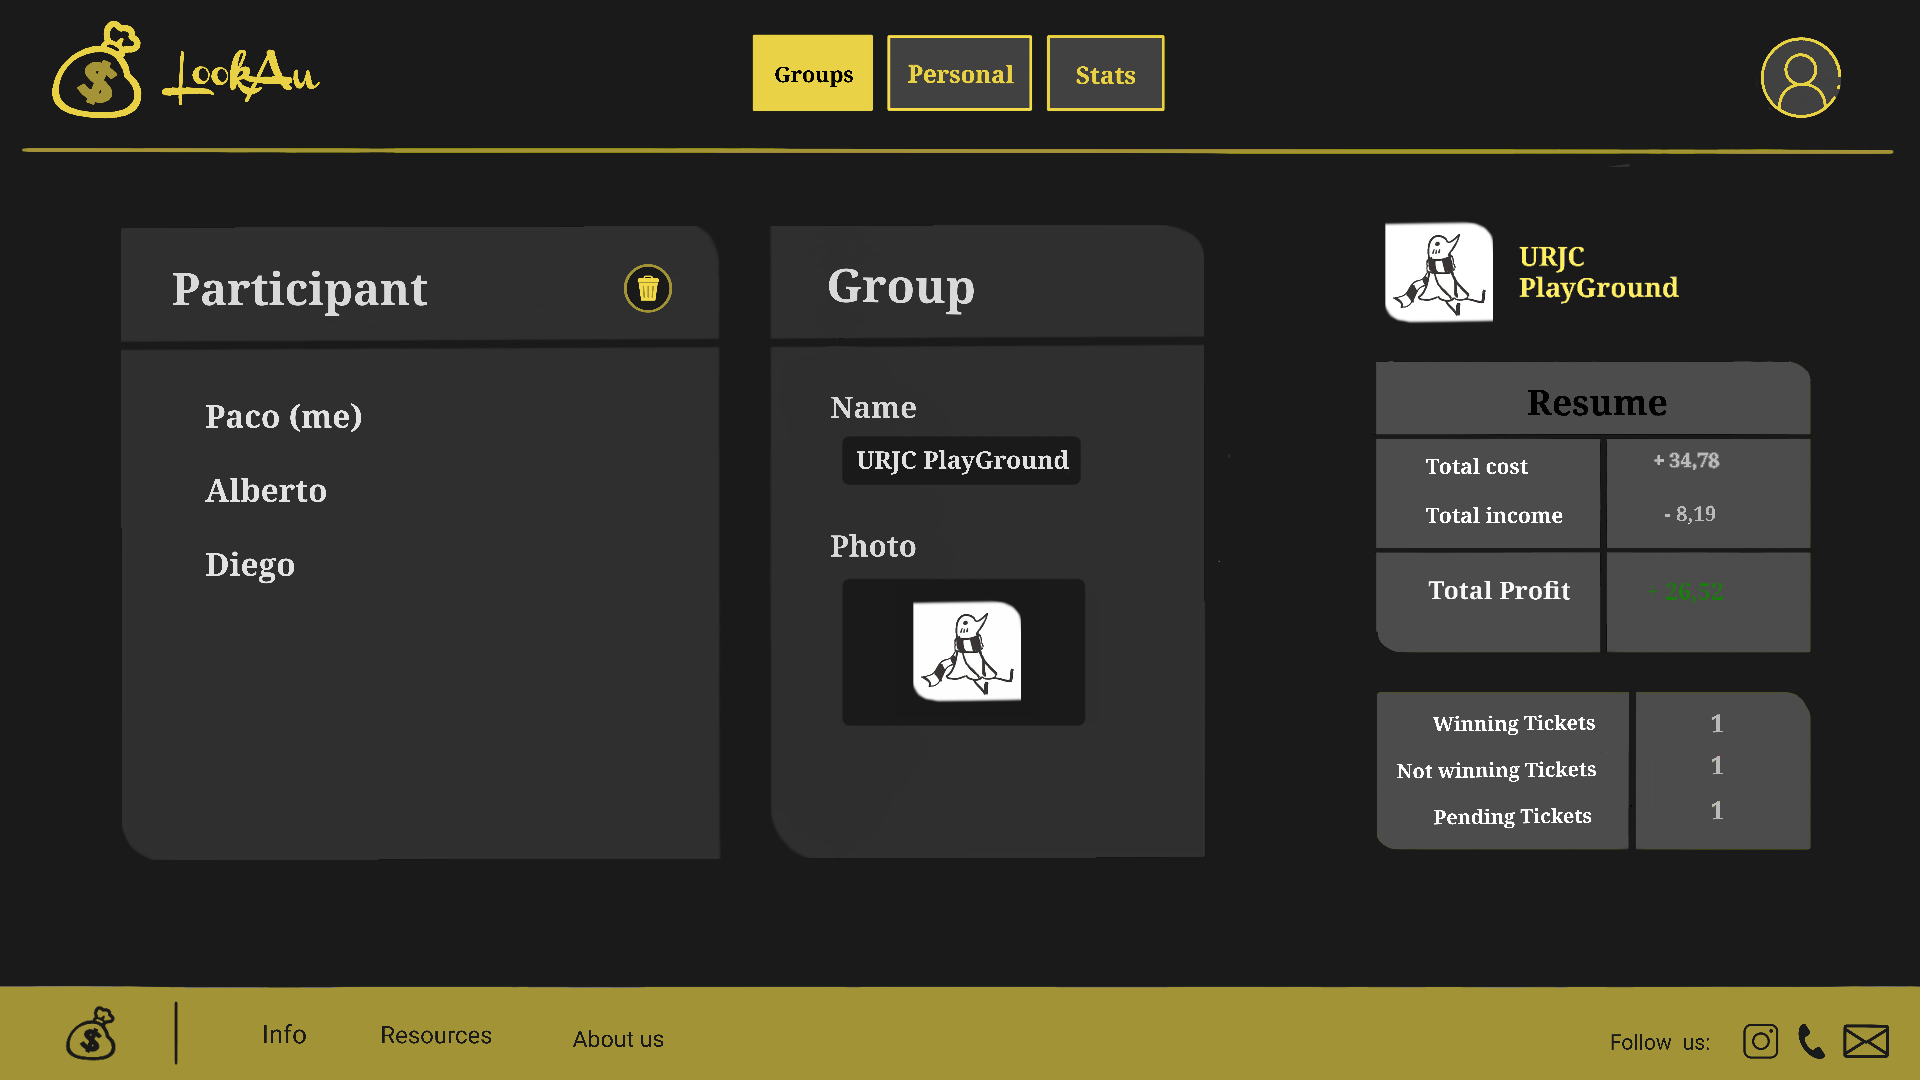 LookAu
Groups
Personal
Stats
Participant
Paco (me)
Alberto
Diego
Group
Name
URJC PlayGround
Photo
URJC
PlayGround
Resume
Total cost + 34,78
Total income - 8,19
Total Profit + 26,52
Winning Tickets 1
Not winning Tickets 1
Pending Tickets 1
Info
Resources
About us
Follow us: